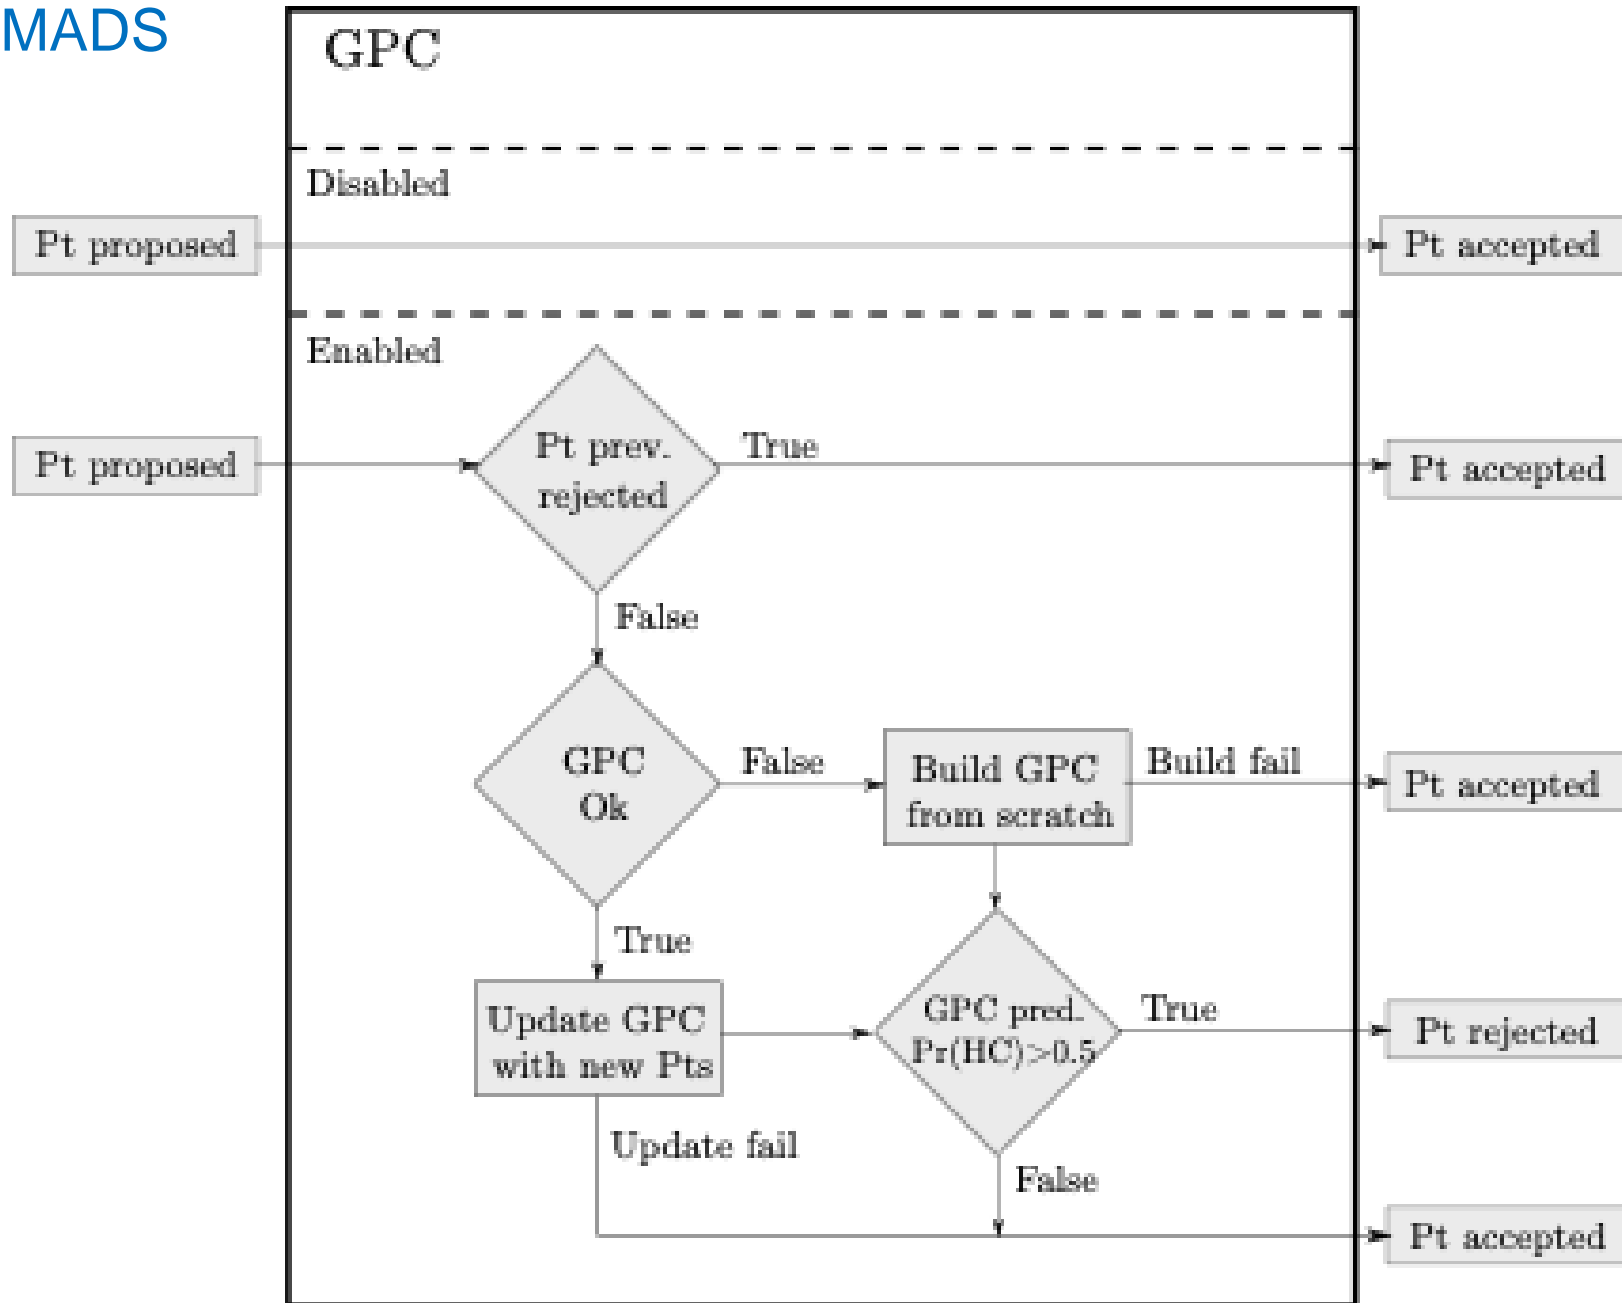 MADS
GPC
Disabled
Pt proposed
Pt accepted
Enabled
Pt proposed
Pt prev.
rejected
True
Pt accepted
False
GPC
Ok
False
Build GPC
from scratch
Build fail
Pt accepted
True
Update GPC
with new Pts
GPC pred.
Pr(HC)>0.5
True
Pt rejected
Update fail
False
Pt accepted